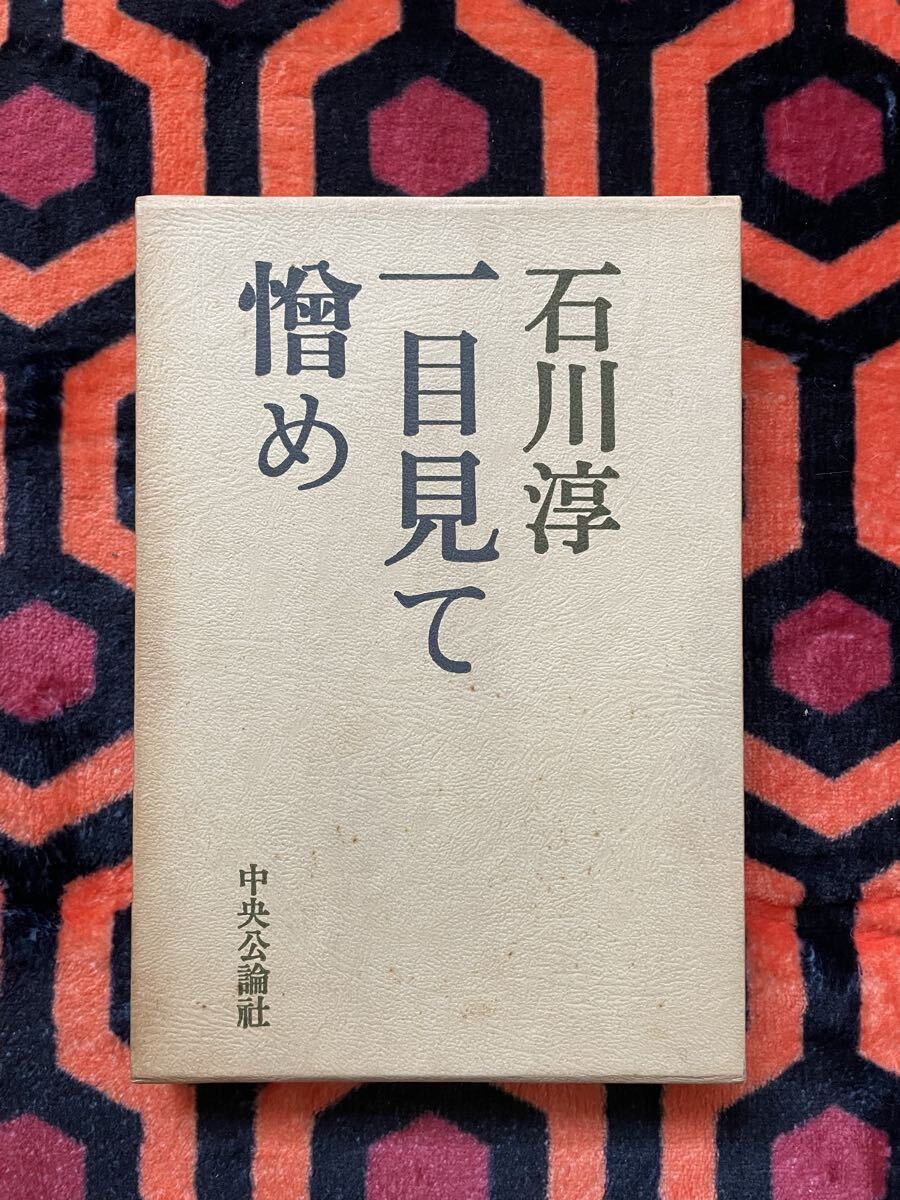 石川淳
一目見て
憎め
中央公論社